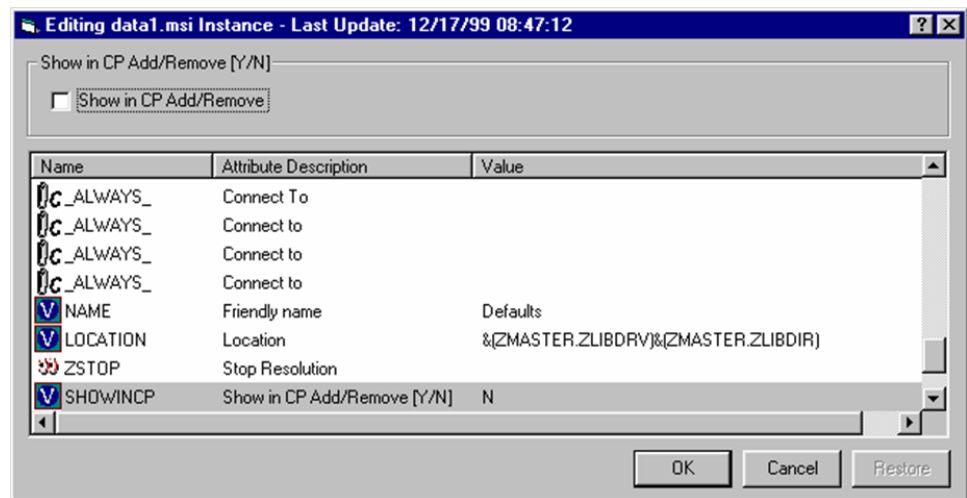 Editing data1.msi Instance - Last Update: 12/17/99 08:47:12
Show in CP Add/Remove [Y/N]
Show in CP Add/Remove
Name Attribute Description Value
_ALWAYS_ Connect To
_ALWAYS_ Connect to
_ALWAYS_ Connect to
_ALWAYS_ Connect to
NAME Friendly name Defaults
LOCATION Location &(ZMASTER.ZLIBDRV)&(ZMASTER.ZLIBDIR)
ZSTOP Stop Resolution
SHOWINCP Show in CP Add/Remove [Y/N] N
OK Cancel Restore